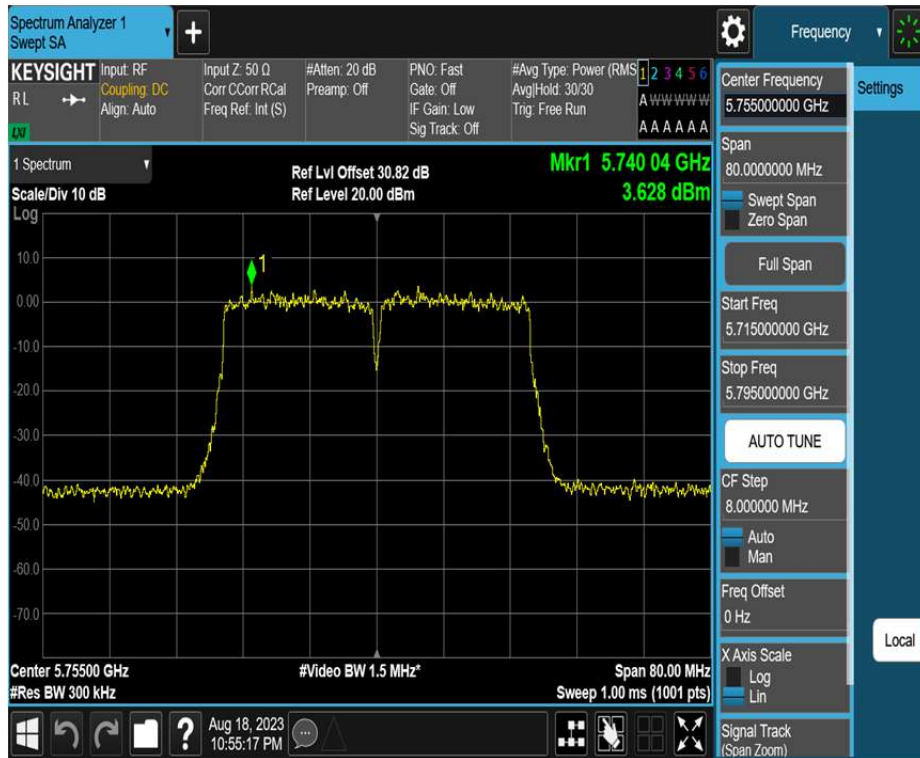 Spectrum Analyzer 1
Swept SA
+
Frequency
KEYSIGHT
R L
LXI
Input: RF
Coupling: DC
Align: Auto
Input Z: 50 Ω
Corr CCorr RCal
Freq Ref: Int (S)
#Atten: 20 dB
Preamp: Off
PNO: Fast
Gate: Off
IF Gain: Low
Sig Track: Off
#Avg Type: Power (RMS
Avg|Hold: 30/30
Trig: Free Run
1 2 3 4 5 6
A W W W W W
A A A A A A
1 Spectrum
Scale/Div 10 dB
Log
Ref Lvl Offset 30.82 dB
Ref Level 20.00 dBm
Mkr1 5.740 04 GHz
3.628 dBm
1
10.0
0.00
-10.0
-20.0
-30.0
-40.0
-50.0
-60.0
-70.0
Center 5.75500 GHz
#Res BW 300 kHz
#Video BW 1.5 MHz*
Span 80.00 MHz
Sweep 1.00 ms (1001 pts)
?
Aug 18, 2023
10:55:17 PM
Center Frequency
5.755000000 GHz
Span
80.0000000 MHz
Swept Span
Zero Span
Full Span
Start Freq
5.715000000 GHz
Stop Freq
5.795000000 GHz
AUTO TUNE
CF Step
8.000000 MHz
Auto
Man
Freq Offset
0 Hz
X Axis Scale
Log
Lin
Signal Track
(Span Zoom)
Settings
Local